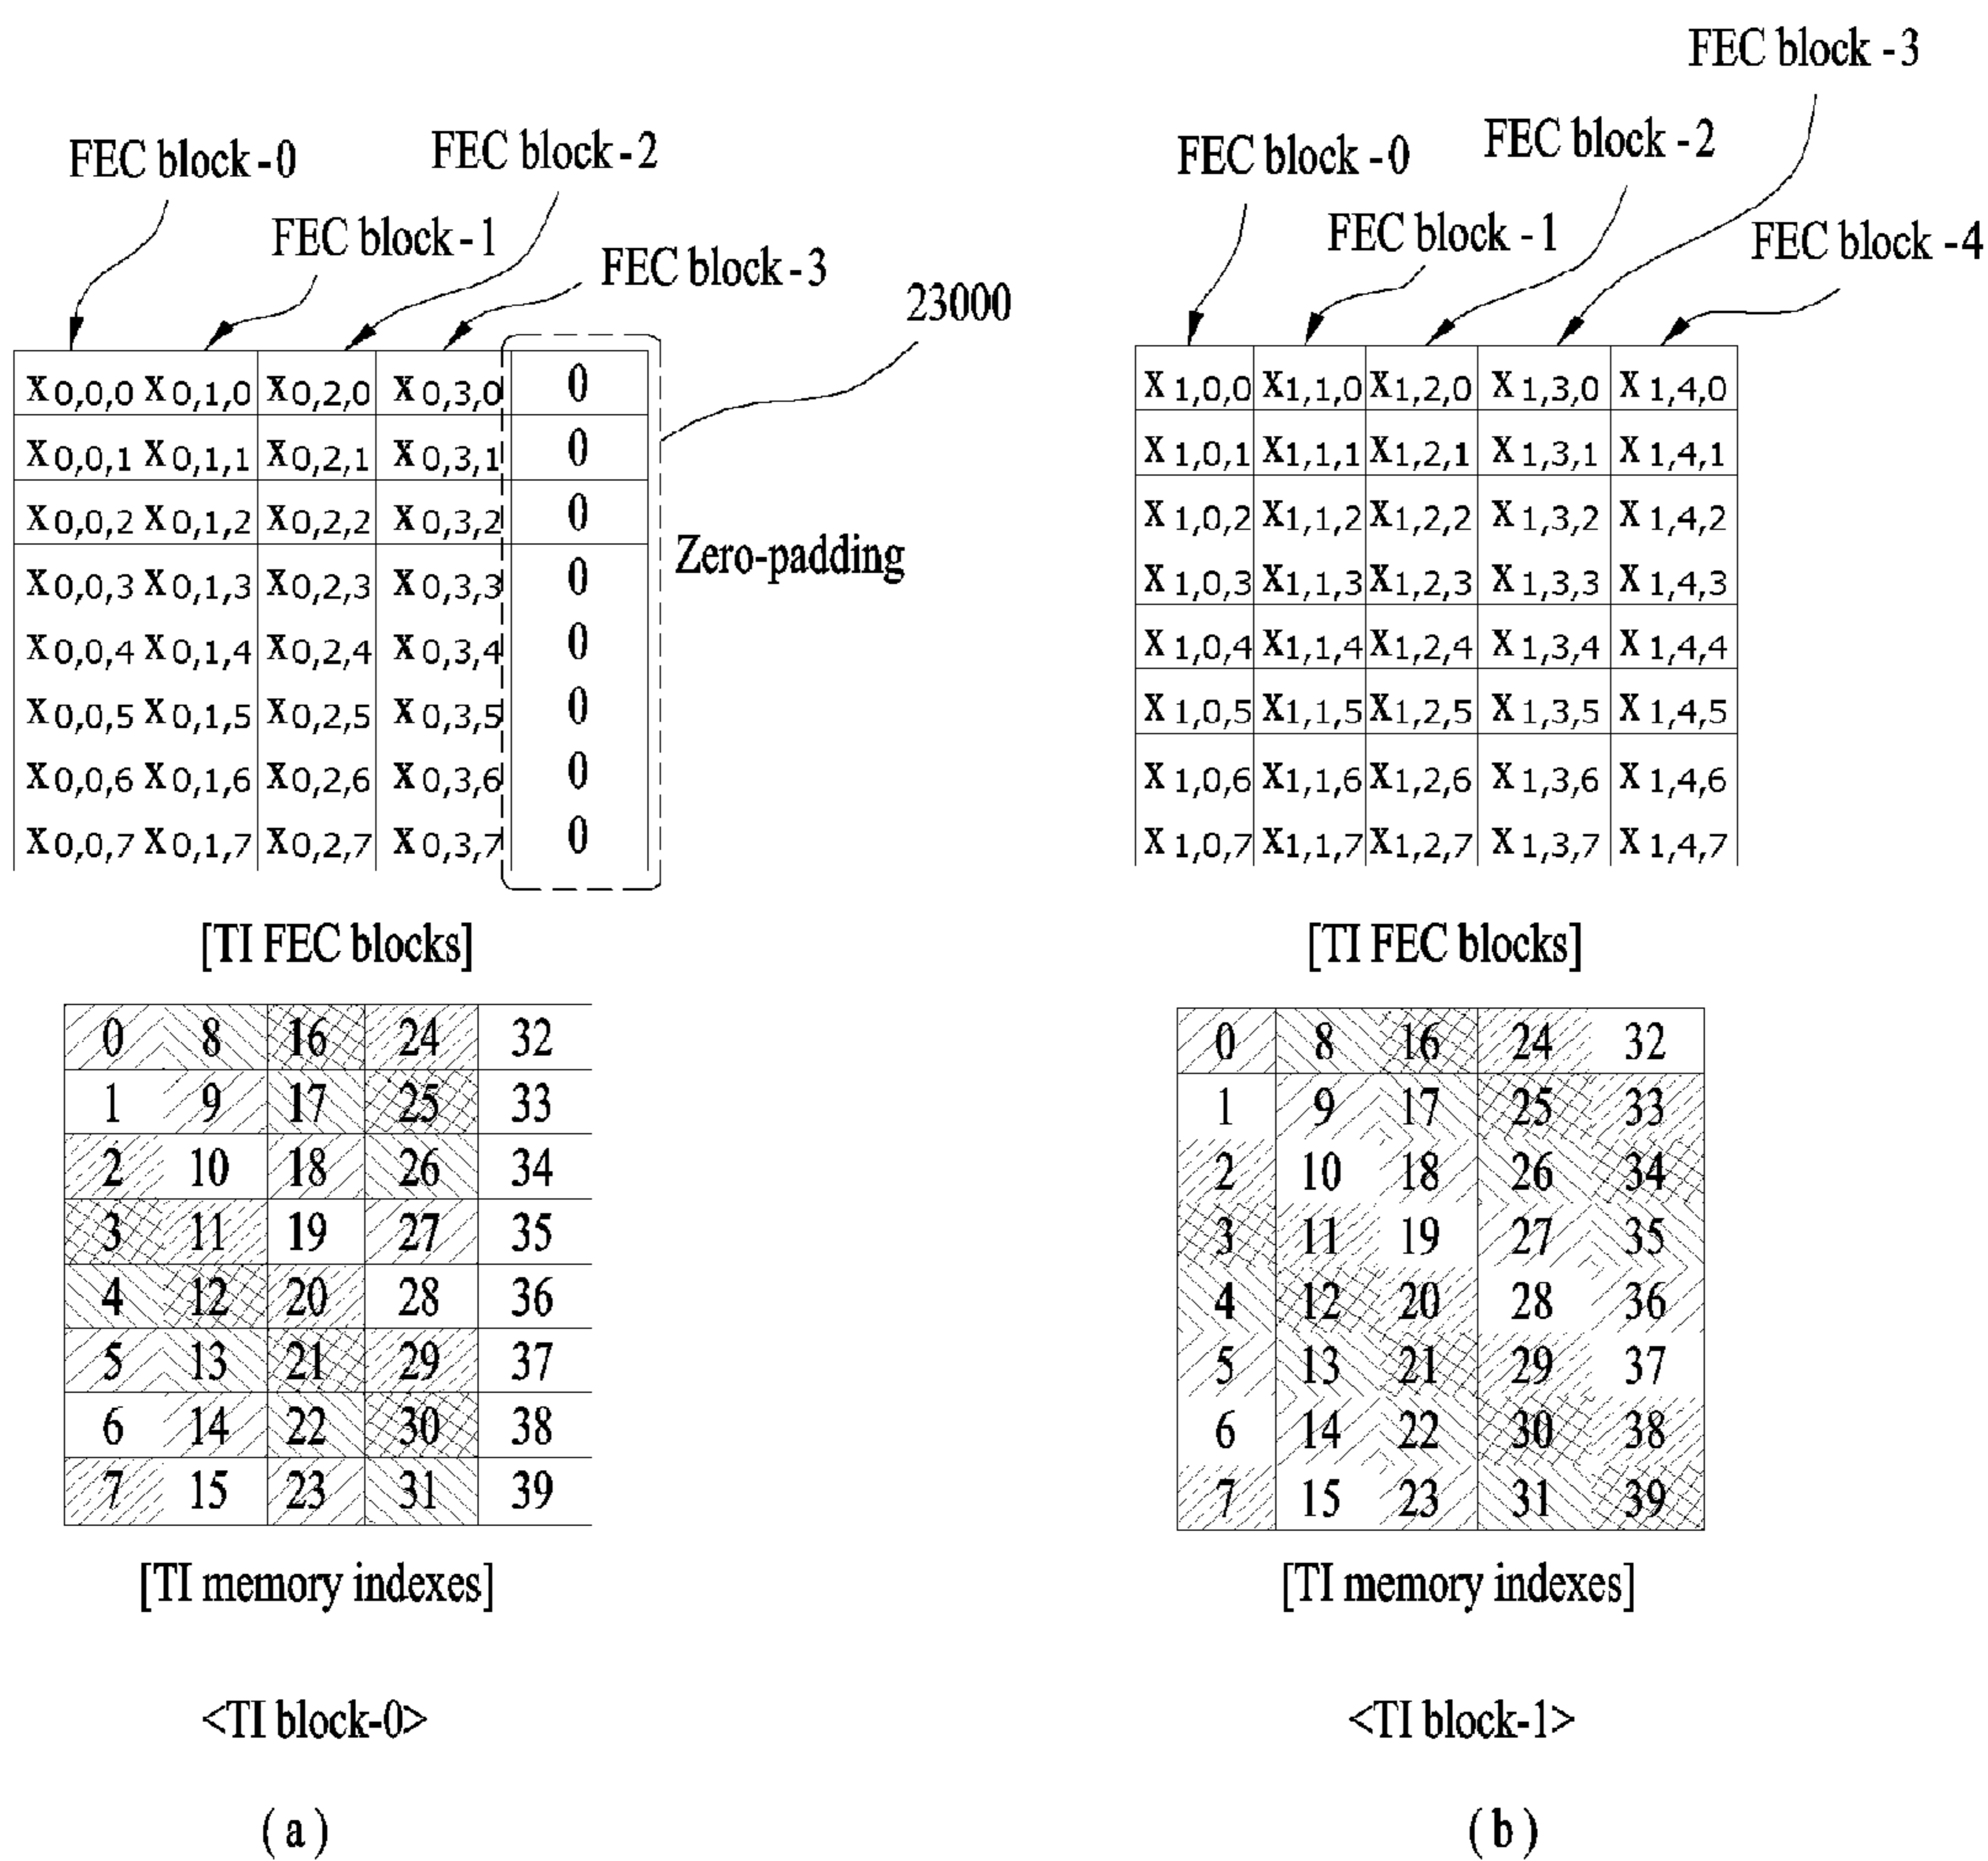 FEC block - 3
FEC block - 0
FEC block - 2
FEC block - 1
FEC block - 3
23000
FEC block - 0
FEC block - 2
FEC block - 1
FEC block - 4
x0,0,0 x0,1,0 x0,2,0 x0,3,0 0
x0,0,1 x0,1,1 x0,2,1 x0,3,1 0
x0,0,2 x0,1,2 x0,2,2 x0,3,2 0
x0,0,3 x0,1,3 x0,2,3 x0,3,3 0
x0,0,4 x0,1,4 x0,2,4 x0,3,4 0
x0,0,5 x0,1,5 x0,2,5 x0,3,5 0
x0,0,6 x0,1,6 x0,2,6 x0,3,6 0
x0,0,7 x0,1,7 x0,2,7 x0,3,7 0
Zero-padding
x1,0,0 x1,1,0 x1,2,0 x1,3,0 x1,4,0
x1,0,1 x1,1,1 x1,2,1 x1,3,1 x1,4,1
x1,0,2 x1,1,2 x1,2,2 x1,3,2 x1,4,2
x1,0,3 x1,1,3 x1,2,3 x1,3,3 x1,4,3
x1,0,4 x1,1,4 x1,2,4 x1,3,4 x1,4,4
x1,0,5 x1,1,5 x1,2,5 x1,3,5 x1,4,5
x1,0,6 x1,1,6 x1,2,6 x1,3,6 x1,4,6
x1,0,7 x1,1,7 x1,2,7 x1,3,7 x1,4,7
[TI FEC blocks]
[TI FEC blocks]
0 8 16 24 32
1 9 17 25 33
2 10 18 26 34
3 11 19 27 35
4 12 20 28 36
5 13 21 29 37
6 14 22 30 38
7 15 23 31 39
0 8 16 24 32
1 9 17 25 33
2 10 18 26 34
3 11 19 27 35
4 12 20 28 36
5 13 21 29 37
6 14 22 30 38
7 15 23 31 39
[TI memory indexes]
[TI memory indexes]
<TI block-0>
<TI block-1>
( a )
( b )